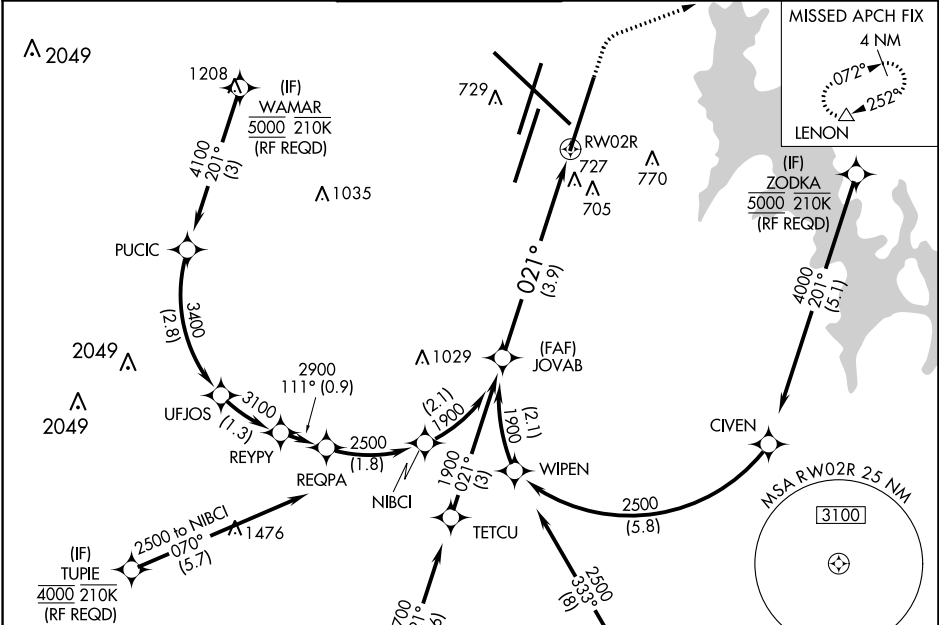 MISSED APCH FIX
4 NM
072°
252°
LENON
2049
1208
(IF)
WAMAR
5000 210K
(RF REQD)
4100
201°
(3)
729
RW02R
727
705
770
1035
(IF)
ZODKA
5000 210K
(RF REQD)
4000
201°
(5.1)
PUCIC
3400
(2.8)
021°
(3.9)
2049
2049
1029
(FAF)
JOVAB
2900
111° (0.9)
UFJOS
3100
(1.3)
REYPY
REQPA
2500
(1.8)
NIBCI
(2.1)
1900
1900
021°
(3)
1900
(2.1)
WIPEN
TETCU
CIVEN
2500
(5.8)
2500 to NIBCI
070°
(5.7)
1476
(IF)
TUPIE
4000 210K
(RF REQD)
2500
333°
(8)
MSA RW02R 25 NM
3100